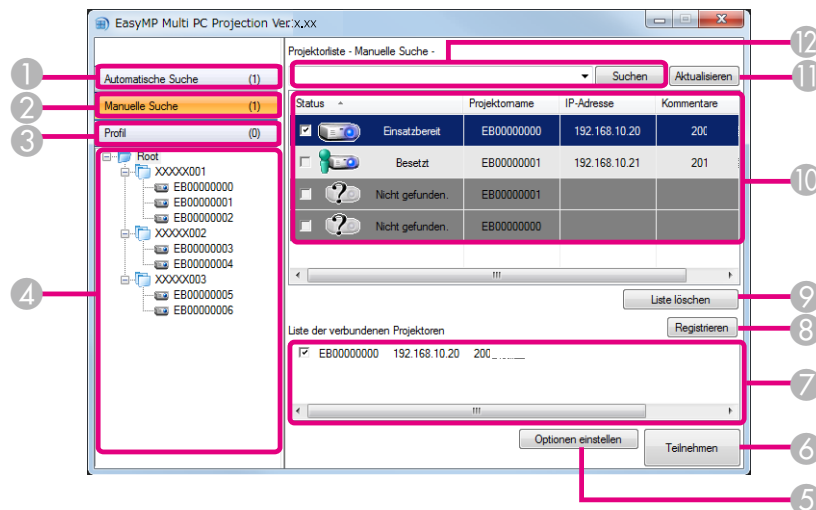 EasyMP Multi PC Projection Ver.x.xx
Projektorliste - Manuelle Suche -
12
1
Automatische Suche (1)
Suchen
Aktualisieren
11
2
Manuelle Suche (1)
Status Projektorname IP-Adresse Kommentare
3
Profil (0)
Einsatzbereit EB00000000 192.168.10.20 200
Besetzt EB00000001 192.168.10.21 201
10
Nicht gefunden. EB00000001
Nicht gefunden. EB00000000
4
Root
XXXXX001
EB00000000
EB00000001
EB00000002
XXXXX002
EB00000003
EB00000004
XXXXX003
EB00000005
EB00000006
Liste löschen
9
Registrieren
8
Liste der verbundenen Projektoren
EB00000000 192.168.10.20 200
7
Optionen einstellen
Teilnehmen
6
5